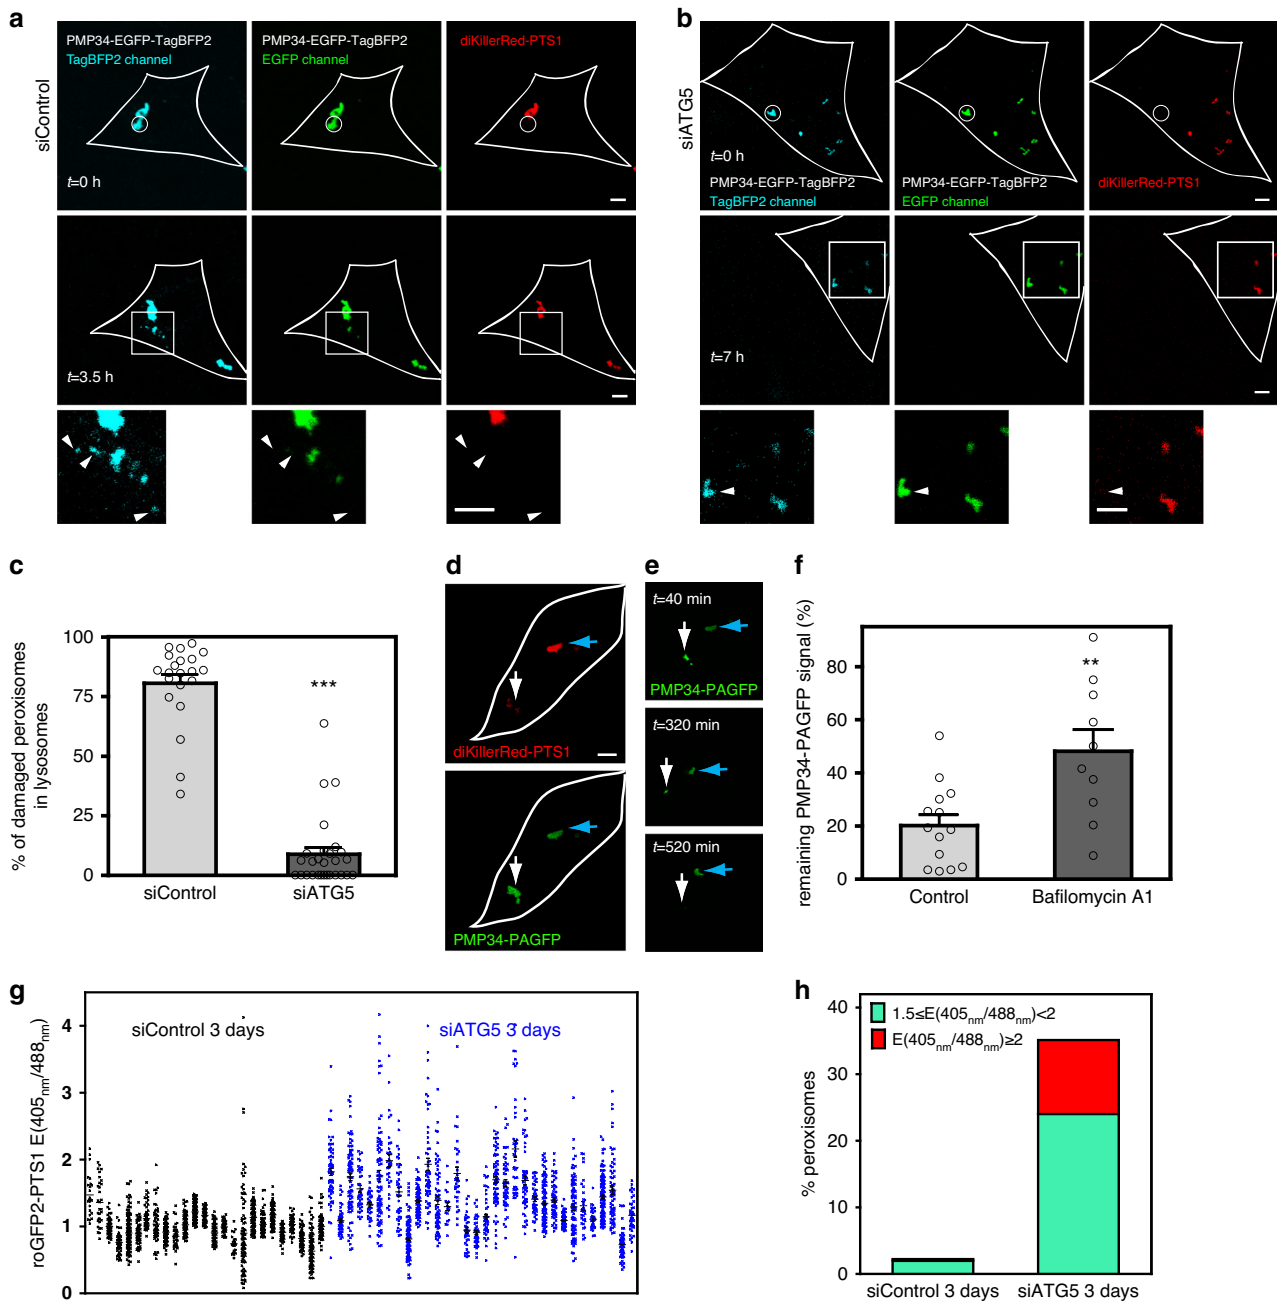 a
siControl
PMP34-EGFP-TagBFP2
TagBFP2 channel
PMP34-EGFP-TagBFP2
EGFP channel
diKillerRed-PTS1
t=0 h
t=3.5 h
b
siATG5
t=0 h
PMP34-EGFP-TagBFP2
TagBFP2 channel
PMP34-EGFP-TagBFP2
EGFP channel
diKillerRed-PTS1
t=7 h
c
% of damaged peroxisomes
in lysosomes
100
75
50
25
0
***
siControl
siATG5
d
diKillerRed-PTS1
PMP34-PAGFP
e
t=40 min
PMP34-PAGFP
t=320 min
t=520 min
f
remaining PMP34-PAGFP signal (%)
80
60
40
20
0
**
Control
Bafilomycin A1
g
roGFP2-PTS1 E(405nm/488nm)
4
3
2
1
0
siControl 3 days
siATG5 3 days
h
% peroxisomes
40
30
20
10
0
1.5≤E(405nm/488nm)<2
E(405nm/488nm)≥2
siControl 3 days
siATG5 3 days